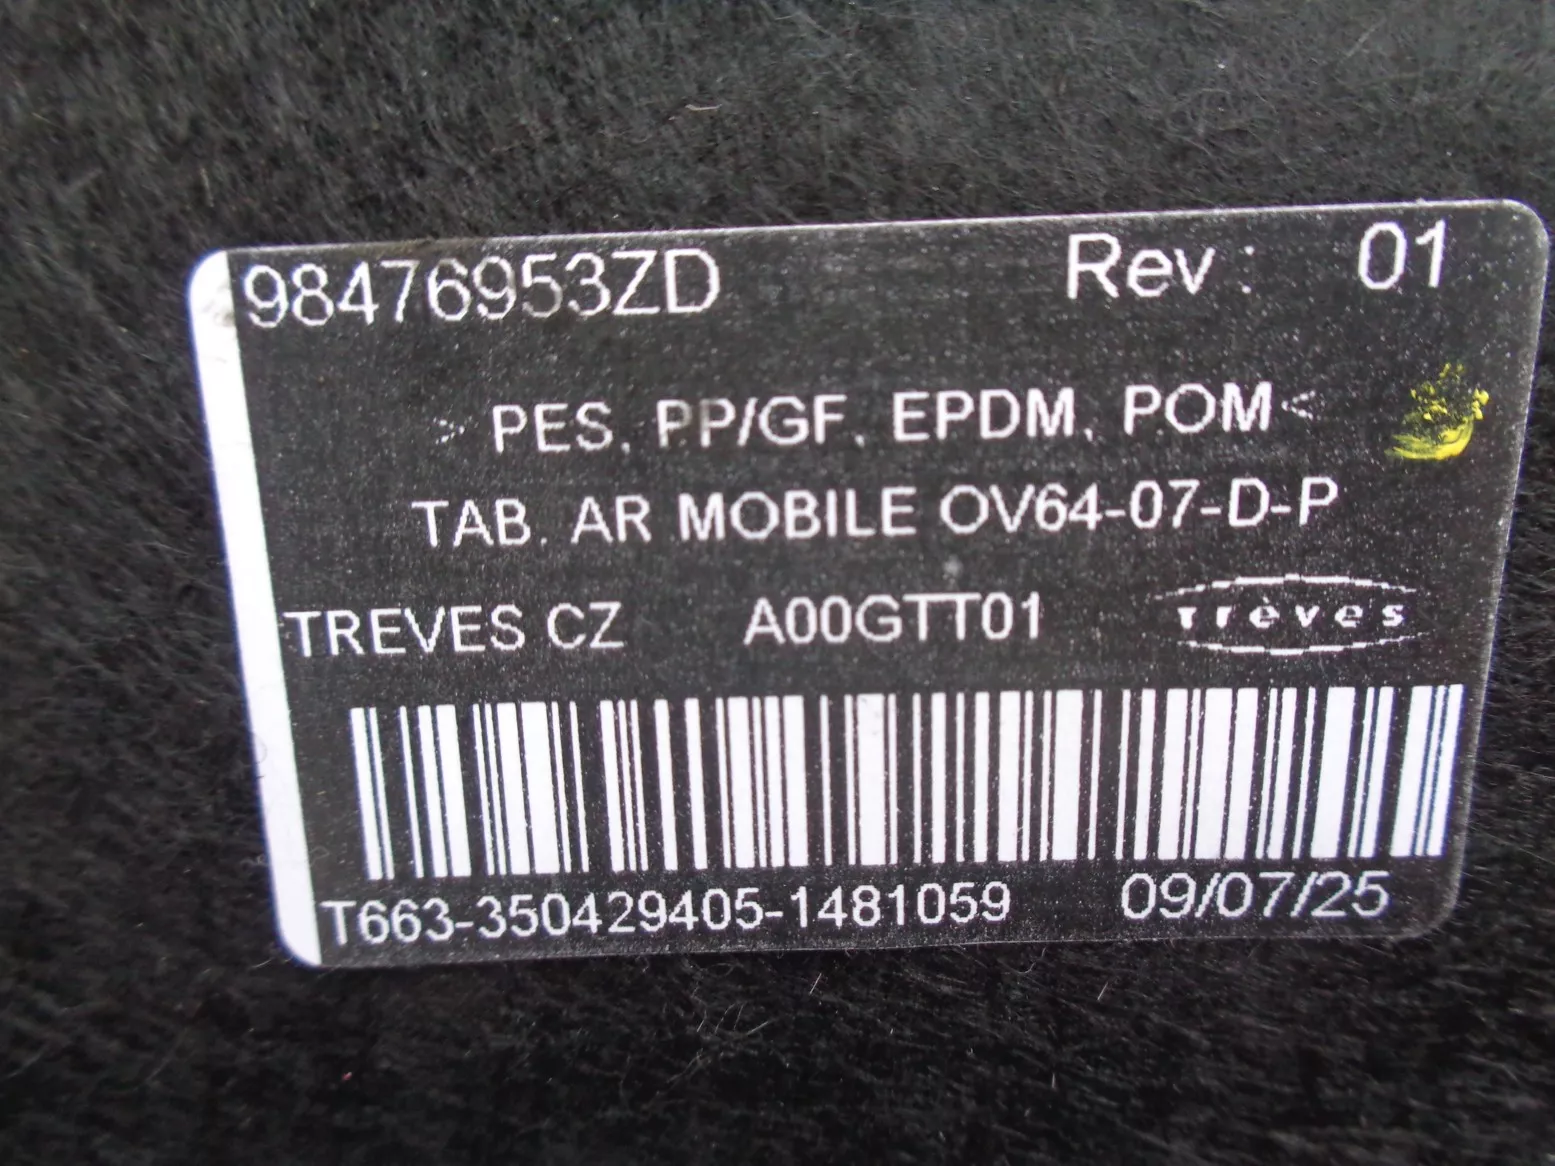 98476953ZD Rev : 01
> PES, PP/GF, EPDM, POM<
TAB. AR MOBILE OV64-07-D-P
TREVES CZ A00GTT01 Trèves
T663-350429405-1481059 09/07/25